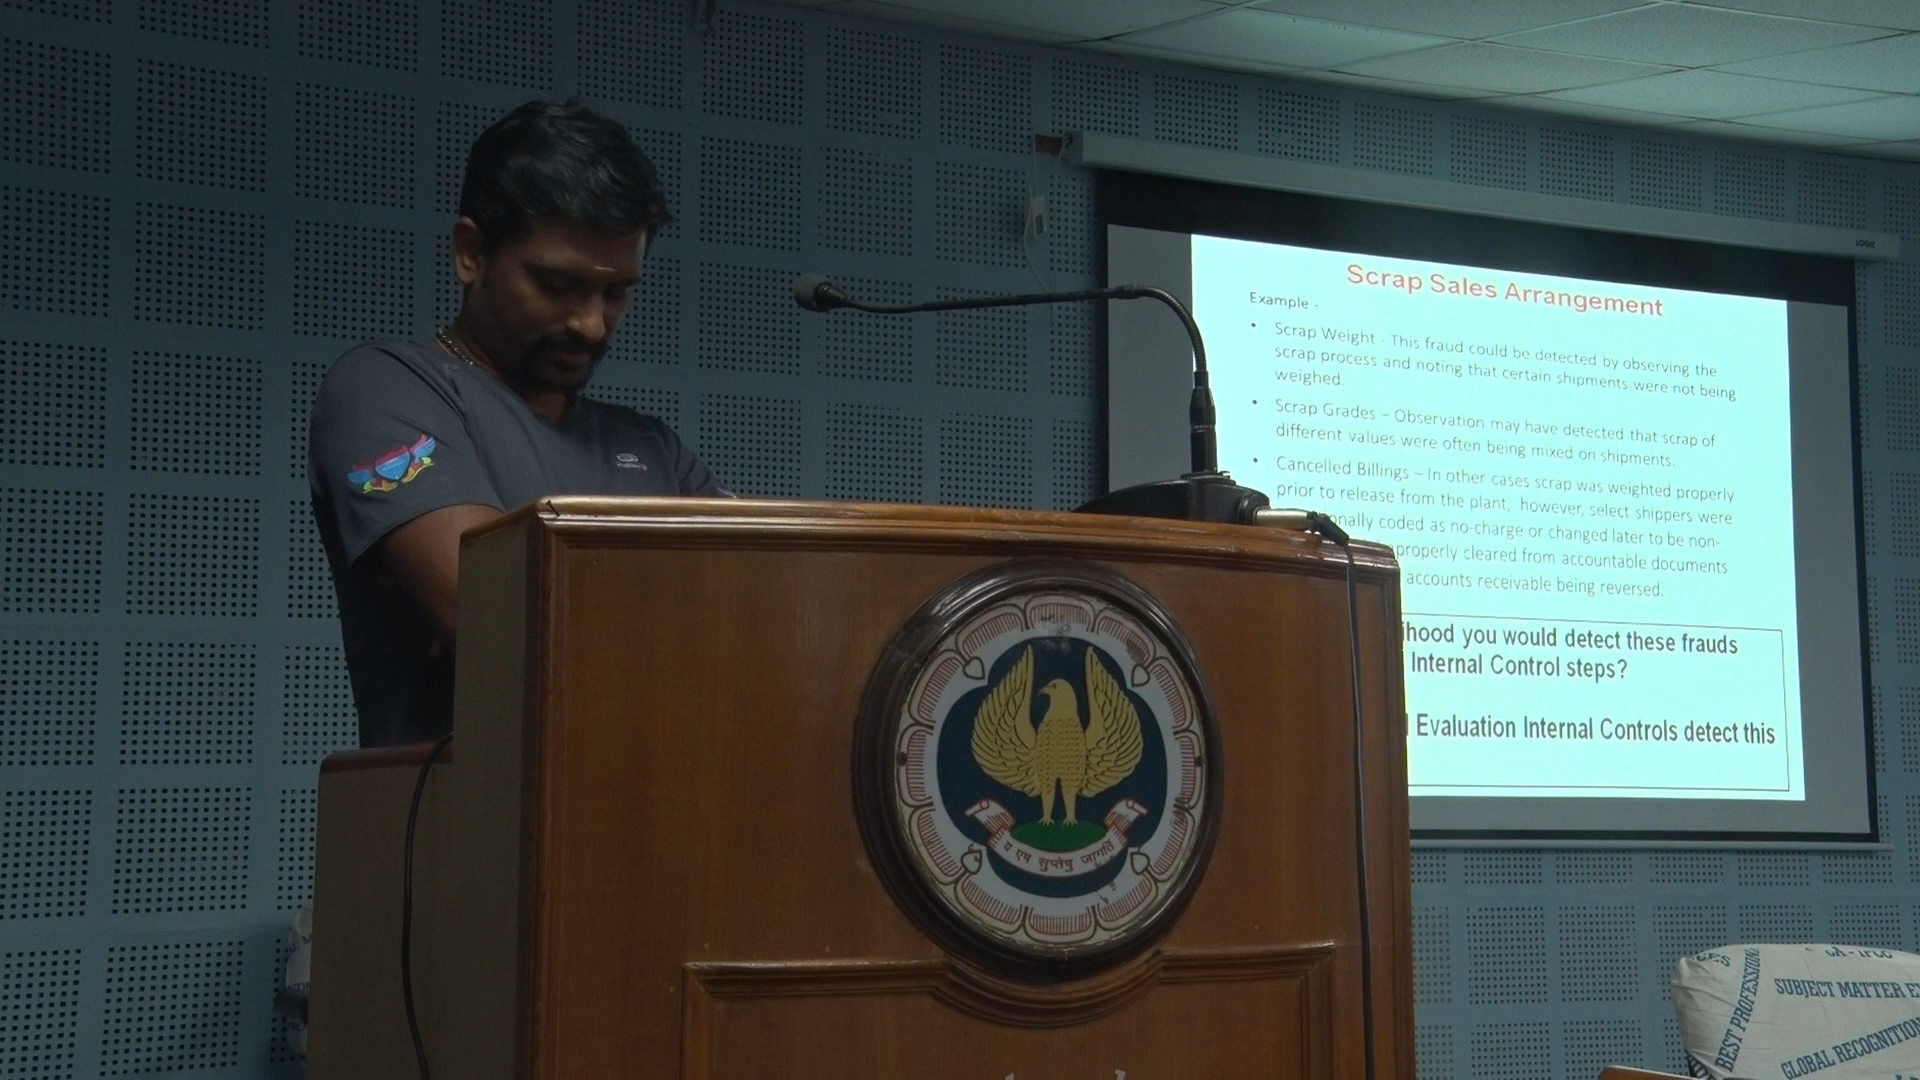 LOGIC
Scrap Sales Arrangement
Example -
• Scrap Weight - This fraud could be detected by observing the
scrap process and noting that certain shipments were not being
weighed.
• Scrap Grades – Observation may have detected that scrap of
different values were often being mixed on shipments.
• Cancelled Billings – In other cases scrap was weighted properly
prior to release from the plant, however, select shippers were
onally coded as no-charge or changed later to be non-
properly cleared from accountable documents
accounts receivable being reversed.
ihood you would detect these frauds
Internal Control steps?
Evaluation Internal Controls detect this
य एष सुप्तेषु जागर्ति
CA - IPCC
BEST PROFESSION
SUBJECT MATTER E
GLOBAL RECOGNITION